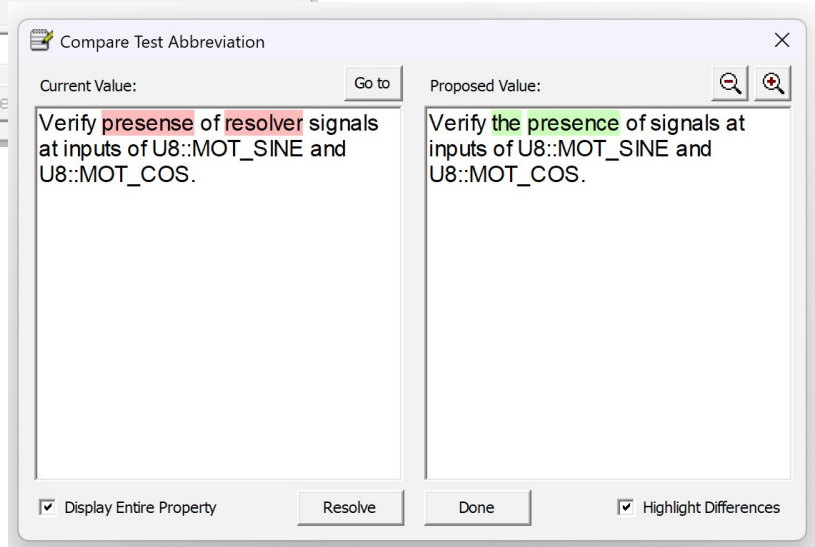 Compare Test Abbreviation
Current Value:
Go to
Proposed Value:
Verify presense of resolver signals
at inputs of U8::MOT_SINE and
U8::MOT_COS.
Verify the presence of signals at
inputs of U8::MOT_SINE and
U8::MOT_COS.
Display Entire Property
Resolve
Done
Highlight Differences